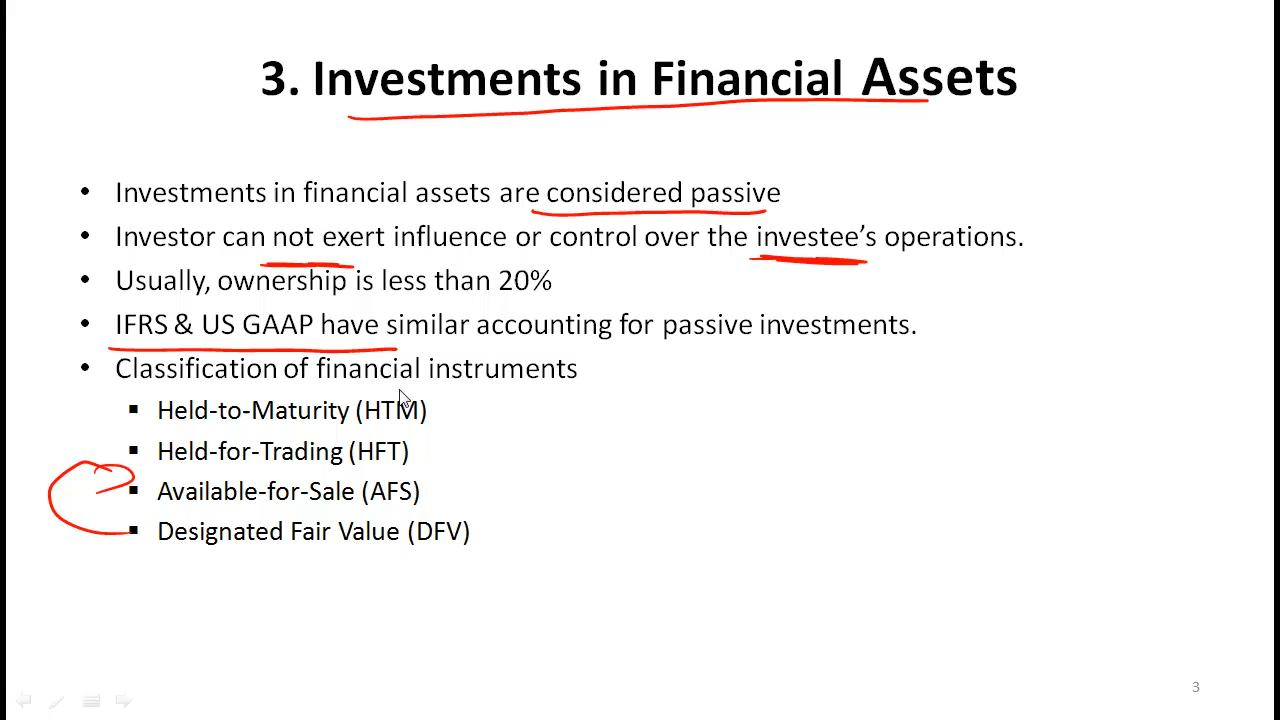 3. Investments in Financial Assets
• Investments in financial assets are considered passive
• Investor can not exert influence or control over the investee’s operations.
• Usually, ownership is less than 20%
• IFRS & US GAAP have similar accounting for passive investments.
• Classification of financial instruments
▪ Held-to-Maturity (HTM)
▪ Held-for-Trading (HFT)
▪ Available-for-Sale (AFS)
▪ Designated Fair Value (DFV)
3